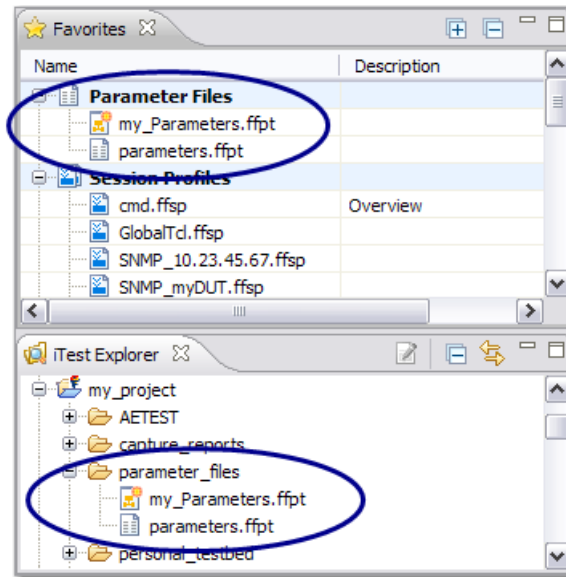 Favorites
Name Description
Parameter Files
my_Parameters.ffpt
parameters.ffpt
Session Profiles
cmd.ffsp Overview
GlobalTcl.ffsp
SNMP_10.23.45.67.ffsp
SNMP_myDUT.ffsp
iTest Explorer
my_project
AETEST
capture_reports
parameter_files
my_Parameters.ffpt
parameters.ffpt
personal_testbed